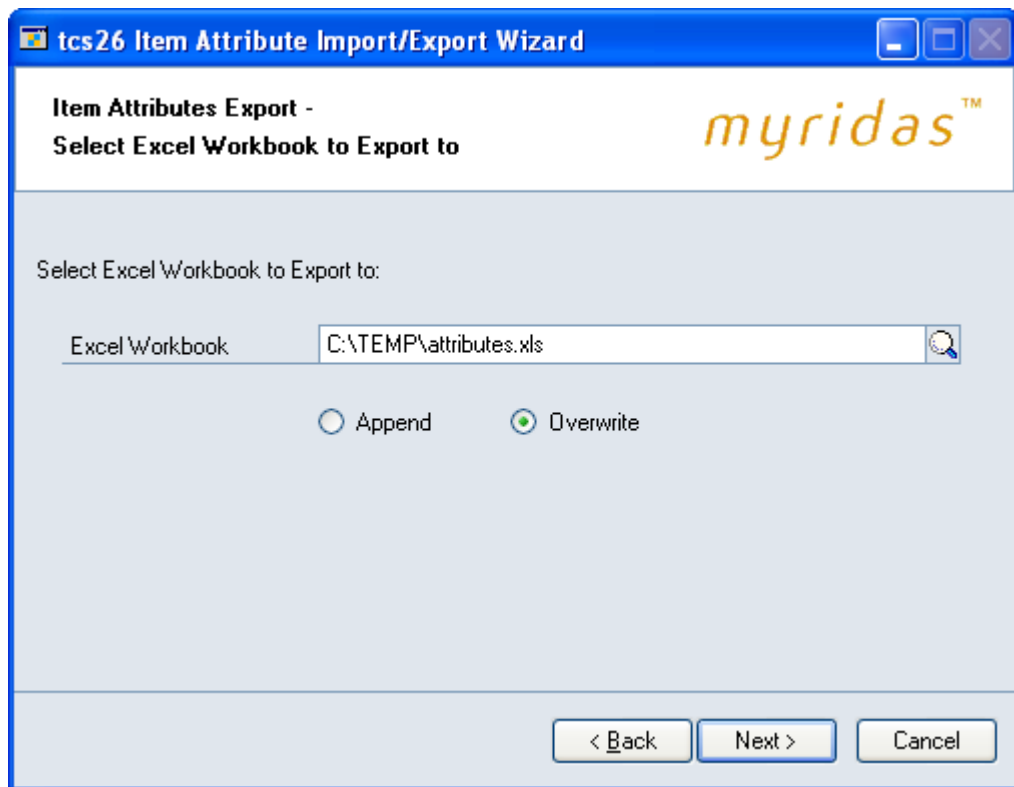 tcs26 Item Attribute Import/Export Wizard
Item Attributes Export -
Select Excel Workbook to Export to
myridas™
Select Excel Workbook to Export to:
Excel Workbook C:\TEMP\attributes.xls
Append Overwrite
< Back Next > Cancel